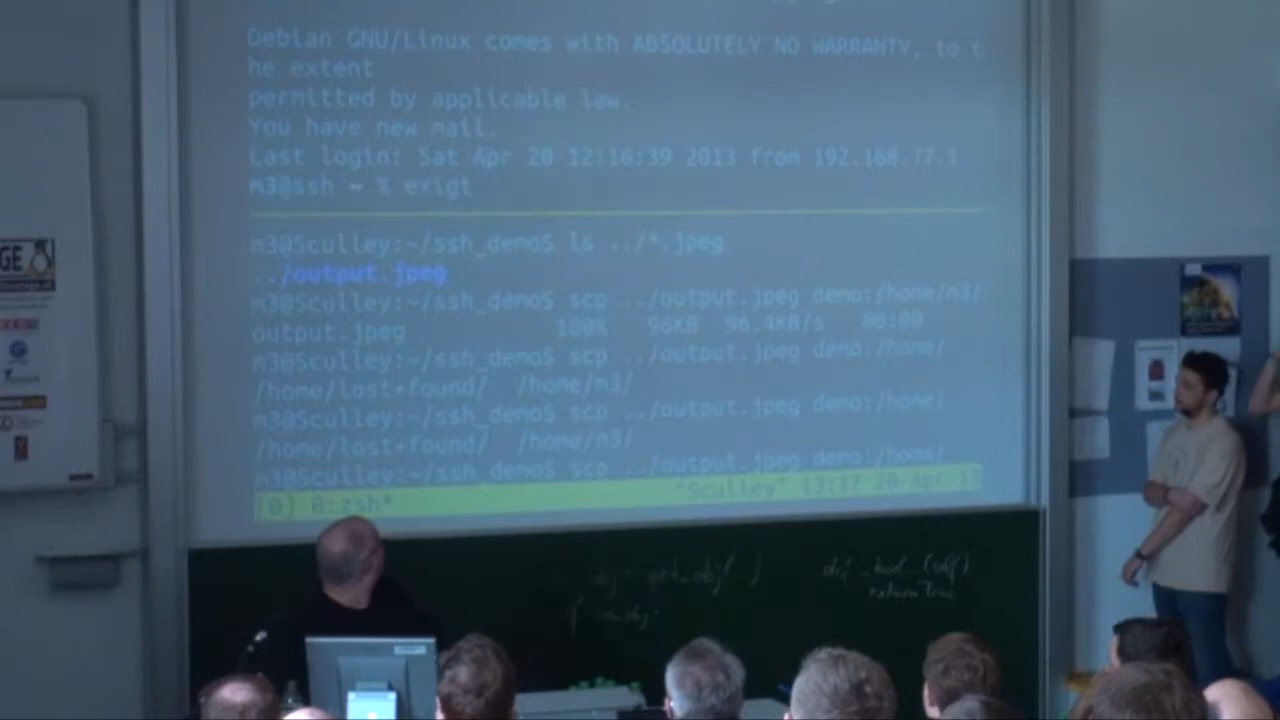 Debian GNU/Linux comes with ABSOLUTELY NO WARRANTY, to t
he extent
permitted by applicable law.
You have new mail.
Last login: Sat Apr 20 12:16:39 2013 from 192.168.77.1
m3@ssh ~ % exigt
m3@Sculley:~/ssh_demo$ ls ../*.jpeg
../output.jpeg
m3@Sculley:~/ssh_demo$ scp ../output.jpeg demo:/home/m3/
output.jpeg 100% 96KB 96.4KB/s 00:00
m3@Sculley:~/ssh_demo$ scp ../output.jpeg demo:/home/
/home/lost+found/ /home/m3/
m3@Sculley:~/ssh_demo$ scp ../output.jpeg demo:/home/
/home/lost+found/ /home/m3/
m3@Sculley:~/ssh_demo$ scp ../output.jpeg demo:/home/
[0] 0:zsh* "Sculley" 13:17 20 Apr 13
GE
return True